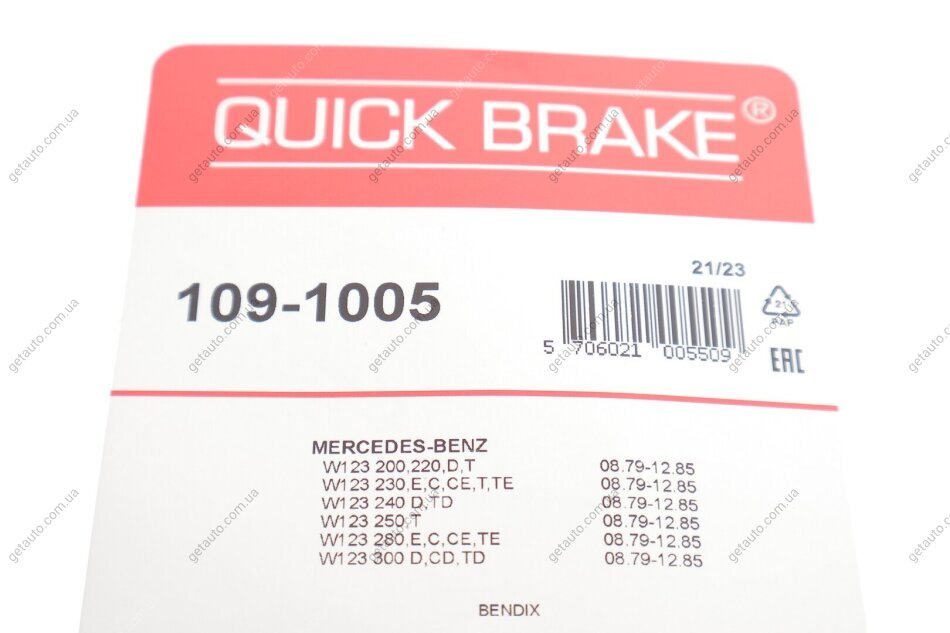 QUICK BRAKE®
21/23
109-1005
5 706021 005509
21
PAP
EAC
MERCEDES-BENZ
W123 200,220,D,T 08.79-12.85
W123 230,E,C,CE,T,TE 08.79-12.85
W123 240 D,TD 08.79-12.85
W123 250,T 08.79-12.85
W123 280,E,C,CE,TE 08.79-12.85
W123 300 D,CD,TD 08.79-12.85
BENDIX
getauto.com.ua